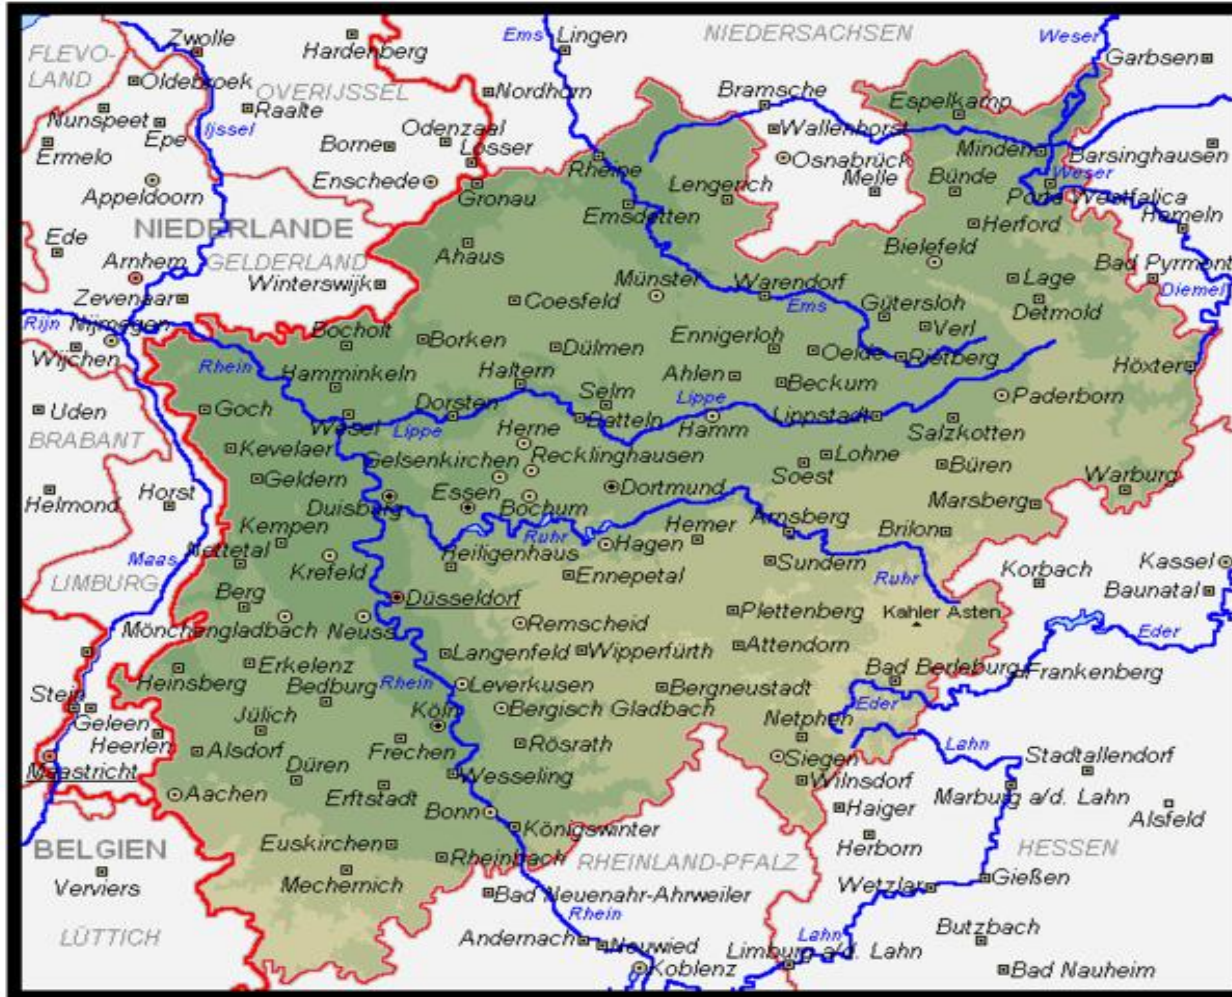 Ems
Weser
NIEDERSACHSEN
Zwolle
Lingen
Hardenberg
Garbsen
FLEVO-
LAND
Oldebroek
OVERIJSSEL
Nordhorn
Bramsche
Espelkamp
Nunspeet
Raalte
Epe
Ijssel
Odenzaal
Wallenhorst
Ermelo
Borne
Losser
Osnabrück
Minden
Barsinghausen
Rheine
Appeldoorn
Enschede
Gronau
Lengerich
Melle
Bünde
Weser
Porta Westfalica
Emsdetten
Herford
Hameln
NIEDERLANDE
Ede
Ahaus
Bielefeld
Arnhem
GELDERLAND
Münster
Warendorf
Lage
Bad Pyrmont
Winterswijk
Diemel
Zevenaar
Coesfeld
Ems
Gütersloh
Detmold
Rijn
Nijmegen
Bocholt
Borken
Dülmen
Ennigerloh
Oelde
Verl
Wijchen
Rhein
Rietberg
Höxter
Hamminkeln
Haltern
Selm
Ahlen
Beckum
Paderborn
Uden
Goch
Dorsten
Lippe
Wesel
Lippe
Datteln
Hamm
Lippstadt
Salzkotten
BRABANT
Herne
Kevelaer
Gelsenkirchen
Recklinghausen
Lohne
Büren
Soest
Warburg
Helmond
Horst
Geldern
Essen
Dortmund
Duisburg
Bochum
Marsberg
Kempen
Hemer
Arnsberg
Brilon
Nettetal
Ruhr
Hagen
Maas
Heiligenhaus
Kassel
LIMBURG
Krefeld
Ennepetal
Sundern
Ruhr
Korbach
Baunatal
Berg
Düsseldorf
Plettenberg
Kahler Asten
Mönchengladbach
Neuss
Remscheid
Eder
Attendorn
Erkelenz
Langenfeld
Wipperfürth
Bad Berleburg
Frankenberg
Heinsberg
Bedburg
Rhein
Leverkusen
Bergneustadt
Stein
Geleen
Jülich
Köln
Bergisch Gladbach
Netphen
Eder
Heerlen
Alsdorf
Frechen
Rösrath
Lahn
Stadtallendorf
Maastricht
Düren
Wesseling
Siegen
Wilnsdorf
Aachen
Erftstadt
Bonn
Haiger
Marburg a/d. Lahn
Alsfeld
Königswinter
BELGIEN
Euskirchen
Rheinbach
RHEINLAND-PFALZ
Herborn
HESSEN
Verviers
Mechernich
Wetzlar
Gießen
Bad Neuenahr-Ahrweiler
Rhein
LÜTTICH
Andernach
Neuwied
Lahn
Butzbach
Limburg a/d. Lahn
Koblenz
Bad Nauheim